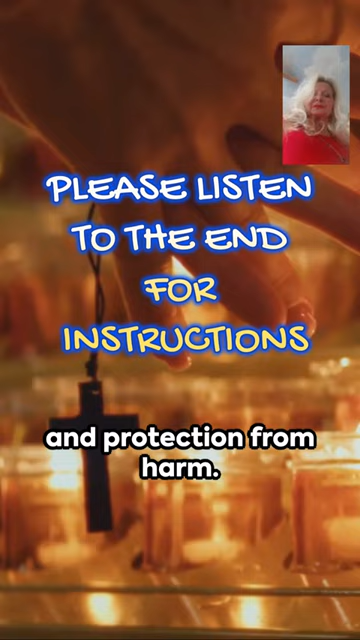 PLEASE LISTEN
TO THE END
FOR
INSTRUCTIONS
and protection from
harm.